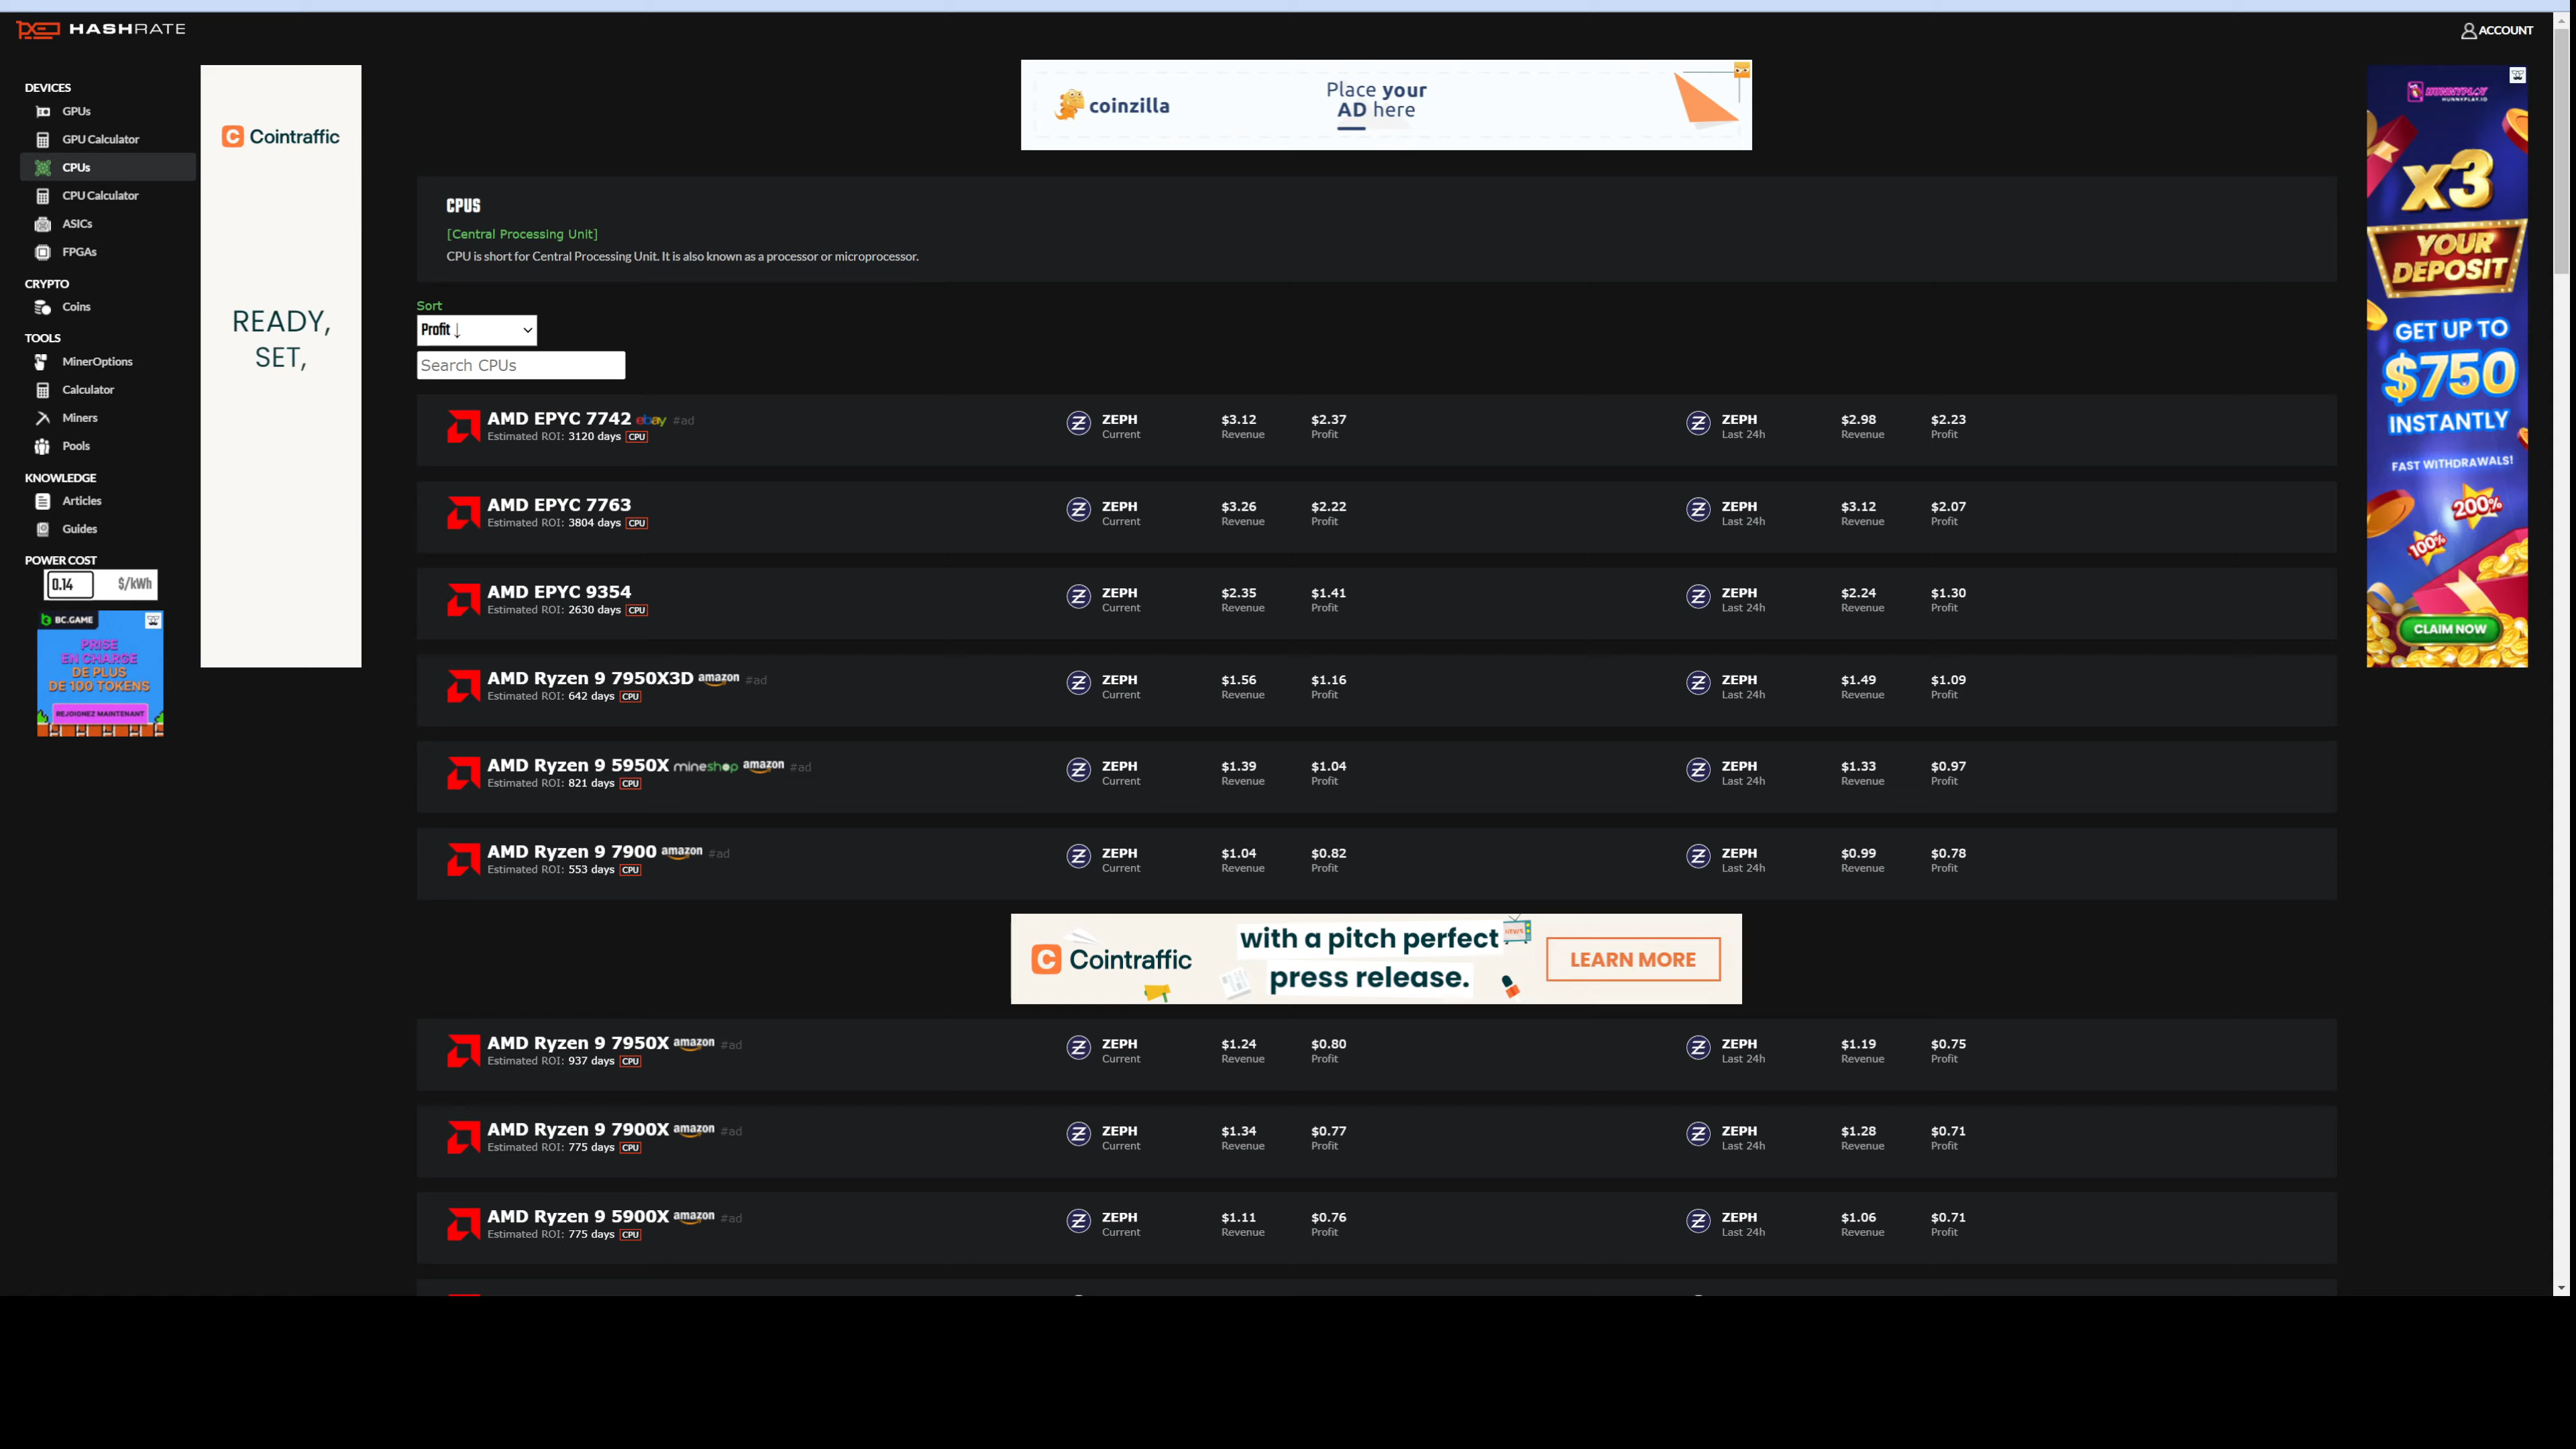 HASHRATE
ACCOUNT
DEVICES
GPUs
GPU Calculator
CPUs
CPU Calculator
ASICs
FPGAs
CRYPTO
Coins
TOOLS
MinerOptions
Calculator
Miners
Pools
KNOWLEDGE
Articles
Guides
POWER COST
0.14 $/kWh
BC.GAME
PRISE
EN CHARGE
DE PLUS
DE 100 TOKENS
REJOIGNEZ MAINTENANT
Cointraffic
READY,
SET,
coinzilla
Place your
AD here
CPUS
[Central Processing Unit]
CPU is short for Central Processing Unit. It is also known as a processor or microprocessor.
Sort
Profit ↓
Search CPUs
AMD EPYC 7742 ebay #ad
Estimated ROI: 3120 days CPU
ZEPH $3.12 $2.37
Current Revenue Profit
ZEPH $2.98 $2.23
Last 24h Revenue Profit
AMD EPYC 7763
Estimated ROI: 3804 days CPU
ZEPH $3.26 $2.22
Current Revenue Profit
ZEPH $3.12 $2.07
Last 24h Revenue Profit
AMD EPYC 9354
Estimated ROI: 2630 days CPU
ZEPH $2.35 $1.41
Current Revenue Profit
ZEPH $2.24 $1.30
Last 24h Revenue Profit
AMD Ryzen 9 7950X3D amazon #ad
Estimated ROI: 642 days CPU
ZEPH $1.56 $1.16
Current Revenue Profit
ZEPH $1.49 $1.09
Last 24h Revenue Profit
AMD Ryzen 9 5950X mineshop amazon #ad
Estimated ROI: 821 days CPU
ZEPH $1.39 $1.04
Current Revenue Profit
ZEPH $1.33 $0.97
Last 24h Revenue Profit
AMD Ryzen 9 7900 amazon #ad
Estimated ROI: 553 days CPU
ZEPH $1.04 $0.82
Current Revenue Profit
ZEPH $0.99 $0.78
Last 24h Revenue Profit
Cointraffic
with a pitch perfect
press release.
NEWS
LEARN MORE
AMD Ryzen 9 7950X amazon #ad
Estimated ROI: 937 days CPU
ZEPH $1.24 $0.80
Current Revenue Profit
ZEPH $1.19 $0.75
Last 24h Revenue Profit
AMD Ryzen 9 7900X amazon #ad
Estimated ROI: 775 days CPU
ZEPH $1.34 $0.77
Current Revenue Profit
ZEPH $1.28 $0.71
Last 24h Revenue Profit
AMD Ryzen 9 5900X amazon #ad
Estimated ROI: 775 days CPU
ZEPH $1.11 $0.76
Current Revenue Profit
ZEPH $1.06 $0.71
Last 24h Revenue Profit
HUNNYPLAY
HUNNYPLAY.IO
x3
YOUR
DEPOSIT
GET UP TO
$750
INSTANTLY
FAST WITHDRAWALS!
200%
100%
CLAIM NOW